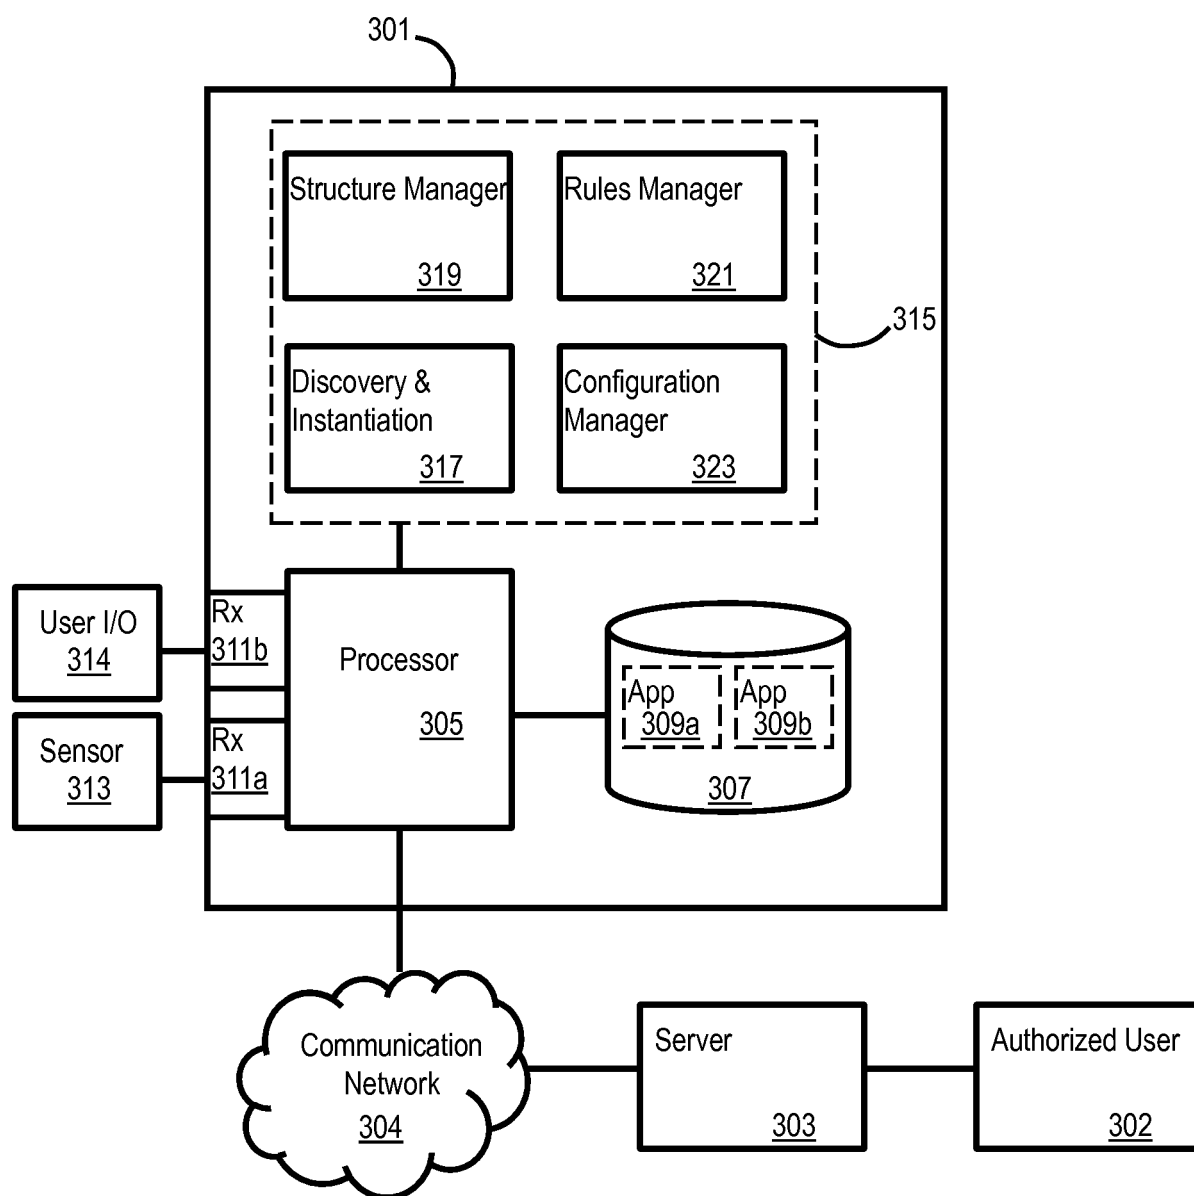 301
Structure Manager
319
Rules Manager
321
315
Discovery &
Instantiation
317
Configuration
Manager
323
User I/O
314
Rx
311b
Processor
305
App
309a
App
309b
307
Sensor
313
Rx
311a
Communication
Network
304
Server
303
Authorized User
302